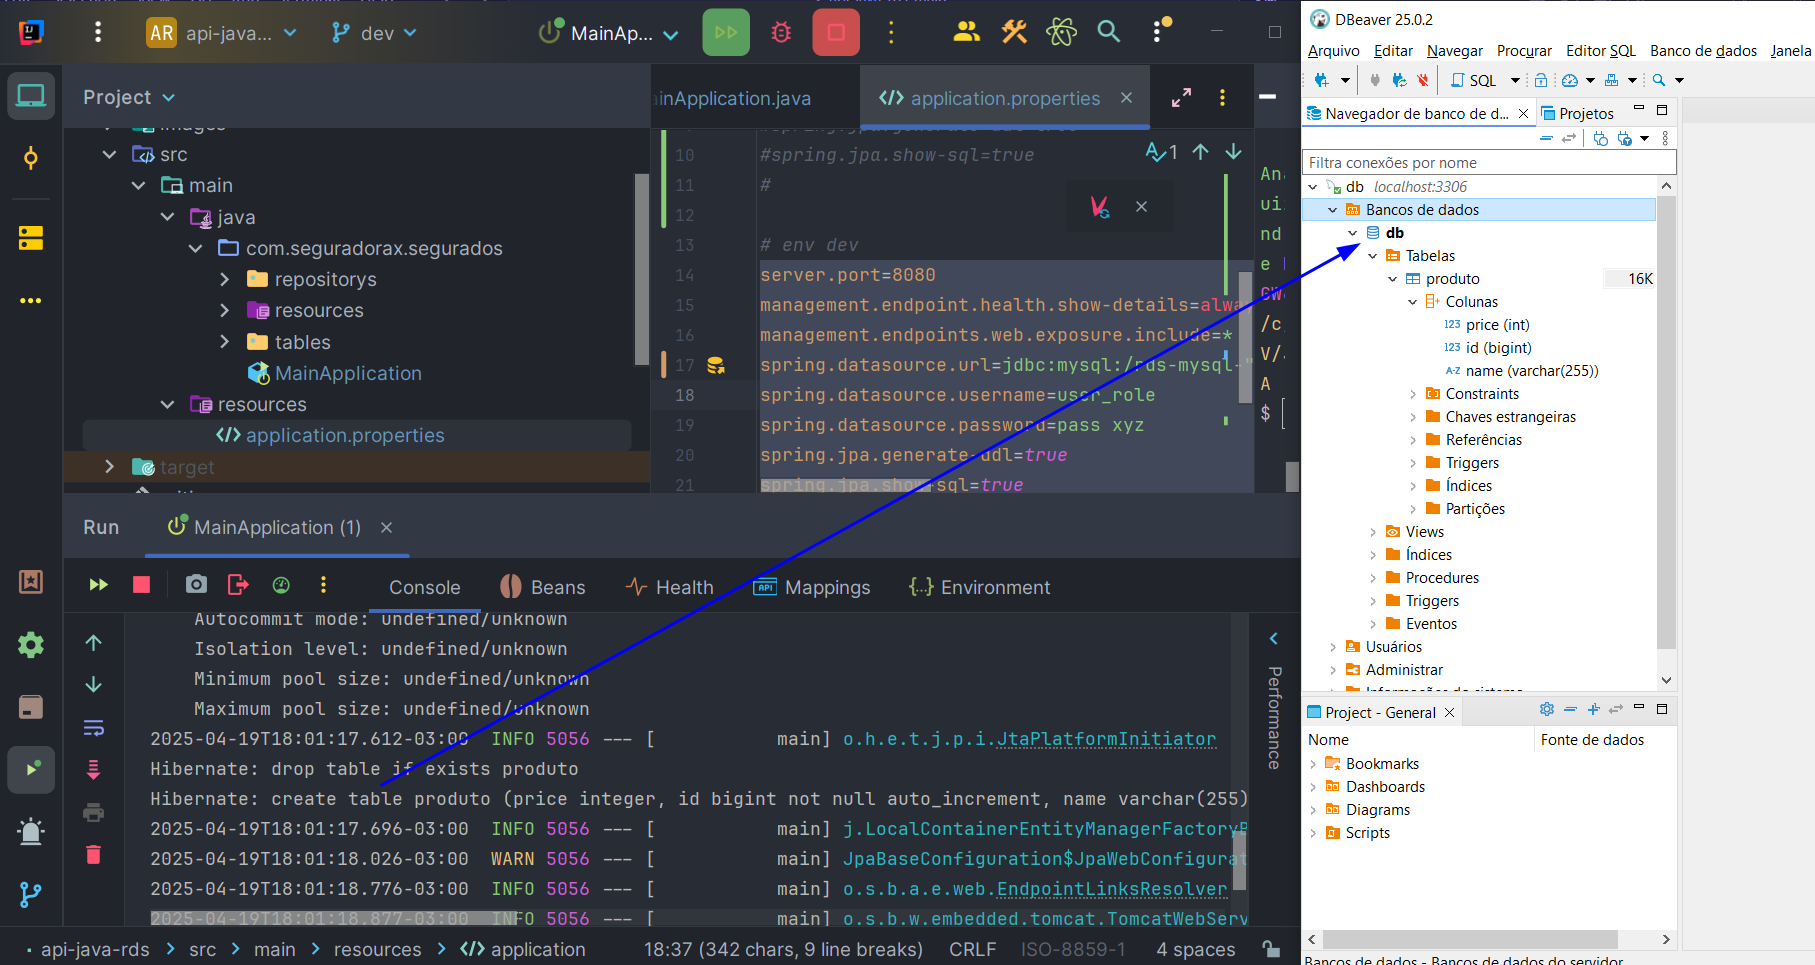 AR api-java... dev MainAp...
Project
images
src
main
java
com.seguradorax.segurados
repositorys
resources
tables
MainApplication
resources
application.properties
target
ainApplication.java
application.properties
10 #spring.jpa.show-sql=true
11 #
12
13 # env dev
14 server.port=8080
15 management.endpoint.health.show-details=alwa
16 management.endpoints.web.exposure.include=*
17 spring.datasource.url=jdbc:mysql:/rds-mysql-
18 spring.datasource.username=user_role
19 spring.datasource.password=pass xyz
20 spring.jpa.generate-ddl=true
21 spring.jpa.show-sql=true
1
An
ui
nd
e
GW
/c
V/
A
$ [
Run MainApplication (1)
Console Beans Health Mappings Environment
Autocommit mode: undefined/unknown
Isolation level: undefined/unknown
Minimum pool size: undefined/unknown
Maximum pool size: undefined/unknown
2025-04-19T18:01:17.612-03:00 INFO 5056 --- [ main] o.h.e.t.j.p.i.JtaPlatformInitiator
Hibernate: drop table if exists produto
Hibernate: create table produto (price integer, id bigint not null auto_increment, name varchar(255)
2025-04-19T18:01:17.696-03:00 INFO 5056 --- [ main] j.LocalContainerEntityManagerFactory
2025-04-19T18:01:18.026-03:00 WARN 5056 --- [ main] JpaBaseConfiguration$JpaWebConfigurat
2025-04-19T18:01:18.776-03:00 INFO 5056 --- [ main] o.s.b.a.e.web.EndpointLinksResolver
2025-04-19T18:01:18.877-03:00 INFO 5056 --- [ main] o.s.b.w.embedded.tomcat.TomcatWebServ
Performance
api-java-rds src main resources application 18:37 (342 chars, 9 line breaks) CRLF ISO-8859-1 4 spaces
DBeaver 25.0.2
Arquivo Editar Navegar Procurar Editor SQL Banco de dados Janela
SQL
Navegador de banco de d... Projetos
Filtra conexões por nome
db localhost:3306
Bancos de dados
db
Tabelas
produto 16K
Colunas
123 price (int)
123 id (bigint)
A-Z name (varchar(255))
Constraints
Chaves estrangeiras
Referências
Triggers
Índices
Partições
Views
Índices
Procedures
Triggers
Eventos
Usuários
Administrar
Informações do sistema
Project - General
Nome Fonte de dados
Bookmarks
Dashboards
Diagrams
Scripts
Bancos de dados - Bancos de dados do servidor